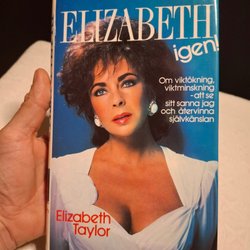 ELIZABETH
igen!
Om viktökning,
viktminskning
-att se
sitt sanna jag
och återvinna
självkänslan
Elizabeth
Taylor